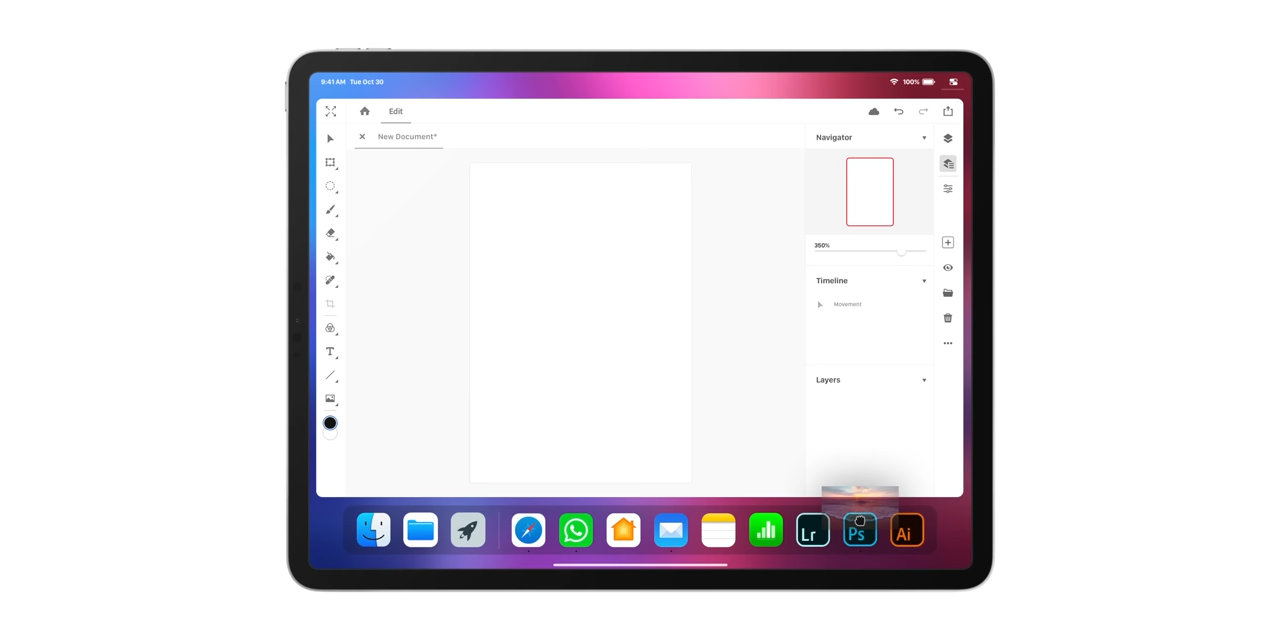 9:41 AM Tue Oct 30
100%
Edit
New Document*
Navigator
350%
Timeline
Movement
Layers
Lr
Ps
Ai
T